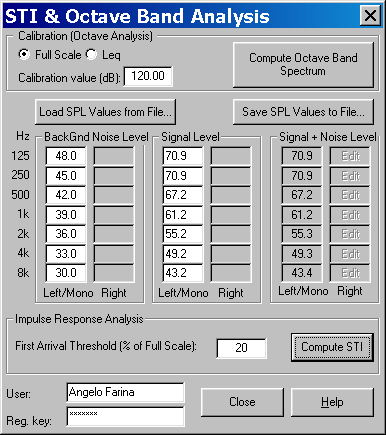 STI & Octave Band Analysis
Calibration (Octave Analysis)
Full Scale Leq
Calibration value (dB): 120.00
Compute Octave Band
Spectrum
Load SPL Values from File... Save SPL Values to File...
Hz BackGnd Noise Level Signal Level Signal + Noise Level
125 48.0 70.9 70.9 Edit
250 45.0 70.9 70.9 Edit
500 42.0 67.2 67.2 Edit
1k 39.0 61.2 61.2 Edit
2k 36.0 55.2 55.3 Edit
4k 33.0 49.2 49.3 Edit
8k 30.0 43.2 43.4 Edit
Left/Mono Right Left/Mono Right Left/Mono Right
Impulse Response Analysis
First Arrival Threshold (% of Full Scale): 20 Compute STI
User: Angelo Farina
Reg. key: ×××××××
Close Help